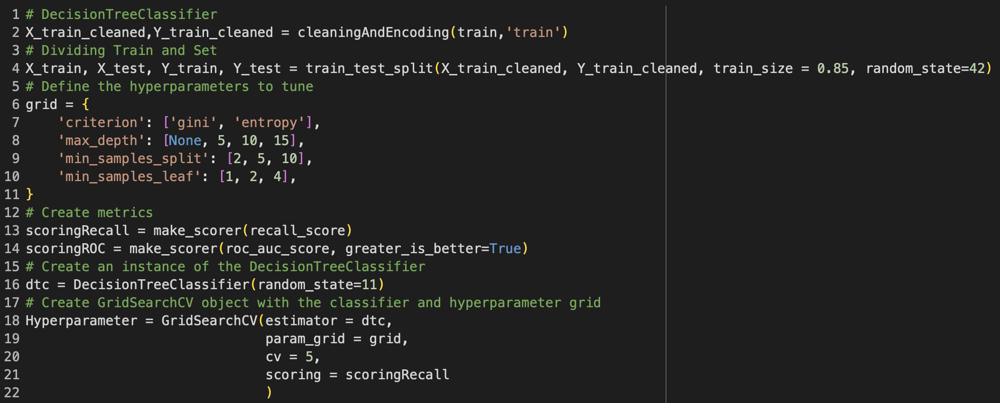 1 # DecisionTreeClassifier
2 X_train_cleaned,Y_train_cleaned = cleaningAndEncoding(train,'train')
3 # Dividing Train and Set
4 X_train, X_test, Y_train, Y_test = train_test_split(X_train_cleaned, Y_train_cleaned, train_size = 0.85, random_state=42)
5 # Define the hyperparameters to tune
6 grid = {
7     'criterion': ['gini', 'entropy'],
8     'max_depth': [None, 5, 10, 15],
9     'min_samples_split': [2, 5, 10],
10     'min_samples_leaf': [1, 2, 4],
11 }
12 # Create metrics
13 scoringRecall = make_scorer(recall_score)
14 scoringROC = make_scorer(roc_auc_score, greater_is_better=True)
15 # Create an instance of the DecisionTreeClassifier
16 dtc = DecisionTreeClassifier(random_state=11)
17 # Create GridSearchCV object with the classifier and hyperparameter grid
18 Hyperparameter = GridSearchCV(estimator = dtc,
19                               param_grid = grid,
20                               cv = 5,
21                               scoring = scoringRecall
22                               )